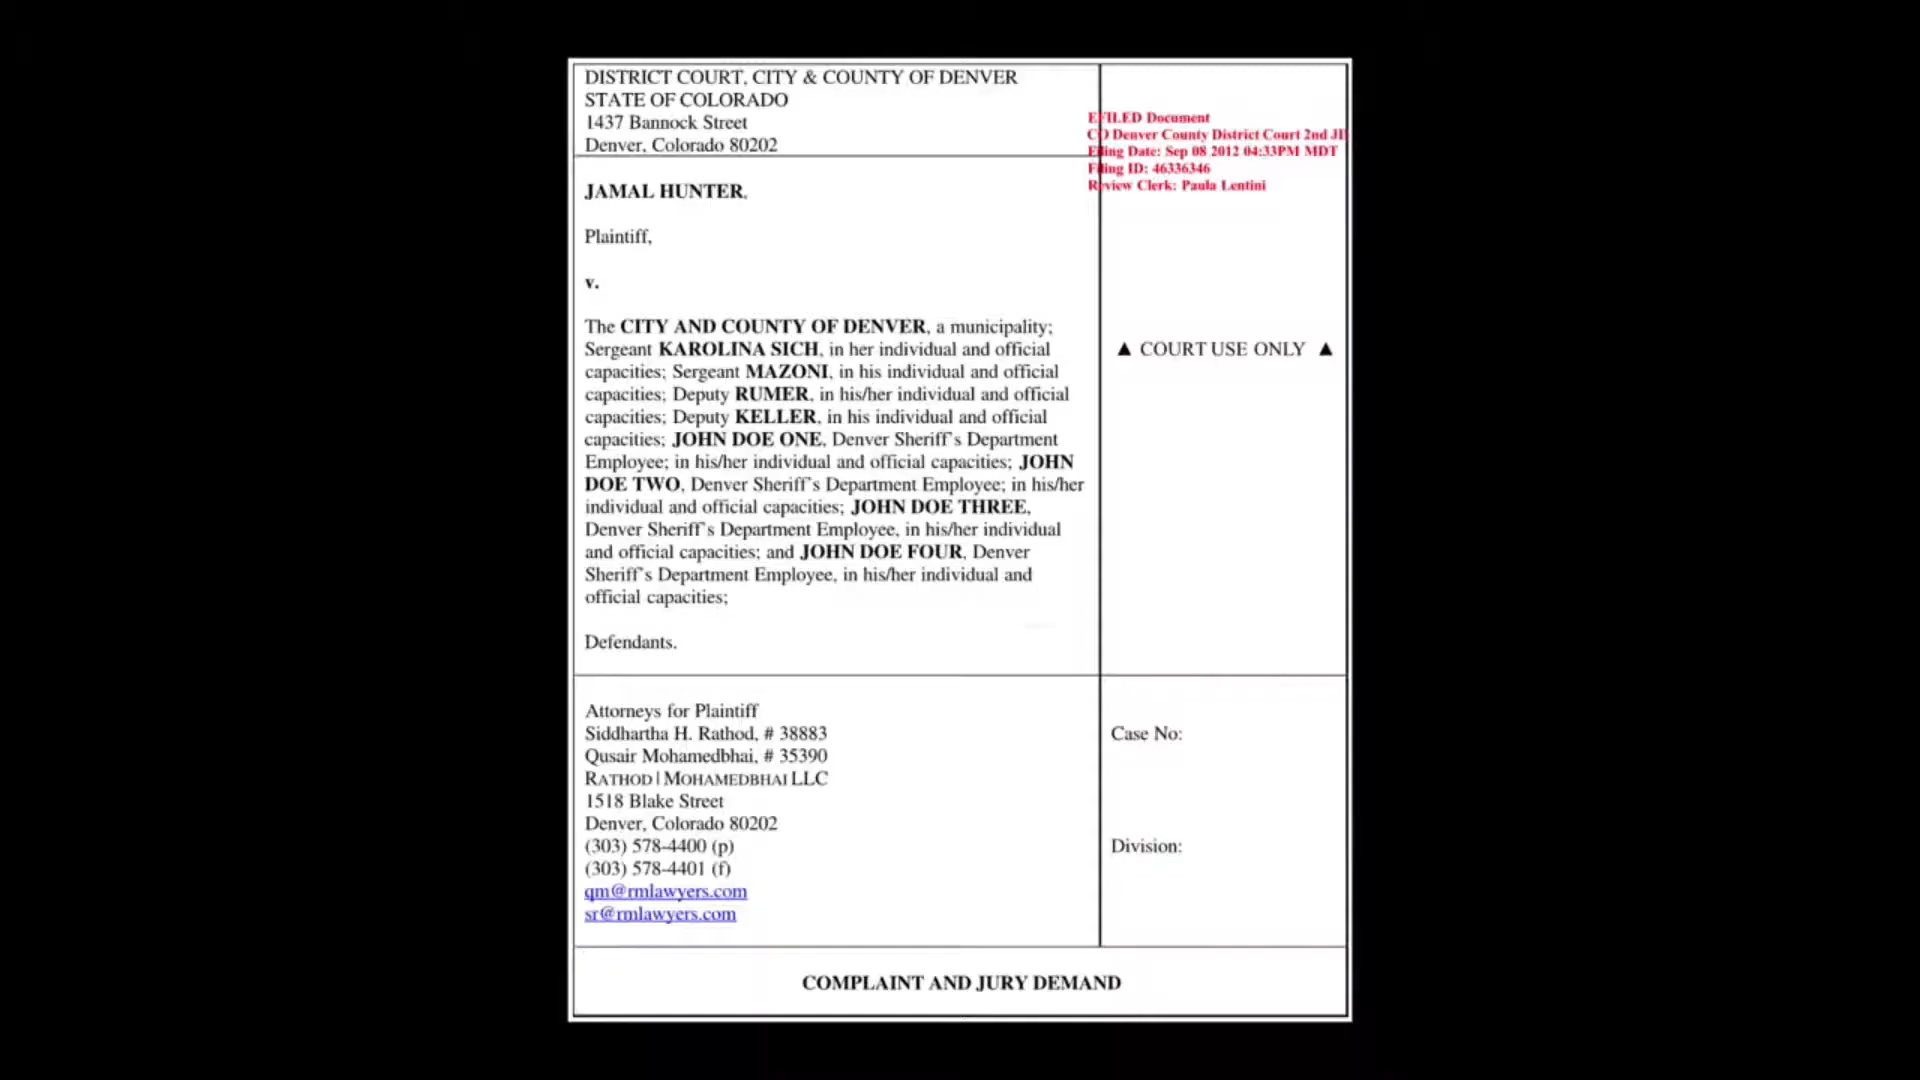 DISTRICT COURT, CITY & COUNTY OF DENVER
STATE OF COLORADO
1437 Bannock Street
Denver, Colorado 80202
EFILED Document
CO Denver County District Court 2nd JD
Filing Date: Sep 08 2012 04:33PM MDT
Filing ID: 46336346
Review Clerk: Paula Lentini
JAMAL HUNTER,
Plaintiff,
v.
The CITY AND COUNTY OF DENVER, a municipality;
Sergeant KAROLINA SICH, in her individual and official
capacities; Sergeant MAZONI, in his individual and official
capacities; Deputy RUMER, in his/her individual and official
capacities; Deputy KELLER, in his individual and official
capacities; JOHN DOE ONE, Denver Sheriff's Department
Employee; in his/her individual and official capacities; JOHN
DOE TWO, Denver Sheriff's Department Employee; in his/her
individual and official capacities; JOHN DOE THREE,
Denver Sheriff's Department Employee, in his/her individual
and official capacities; and JOHN DOE FOUR, Denver
Sheriff's Department Employee, in his/her individual and
official capacities;
Defendants.
▲ COURT USE ONLY ▲
Attorneys for Plaintiff
Siddhartha H. Rathod, # 38883
Qusair Mohamedbhai, # 35390
RATHOD | MOHAMEDBHAI LLC
1518 Blake Street
Denver, Colorado 80202
(303) 578-4400 (p)
(303) 578-4401 (f)
qm@rmlawyers.com
sr@rmlawyers.com
Case No:
Division:
COMPLAINT AND JURY DEMAND